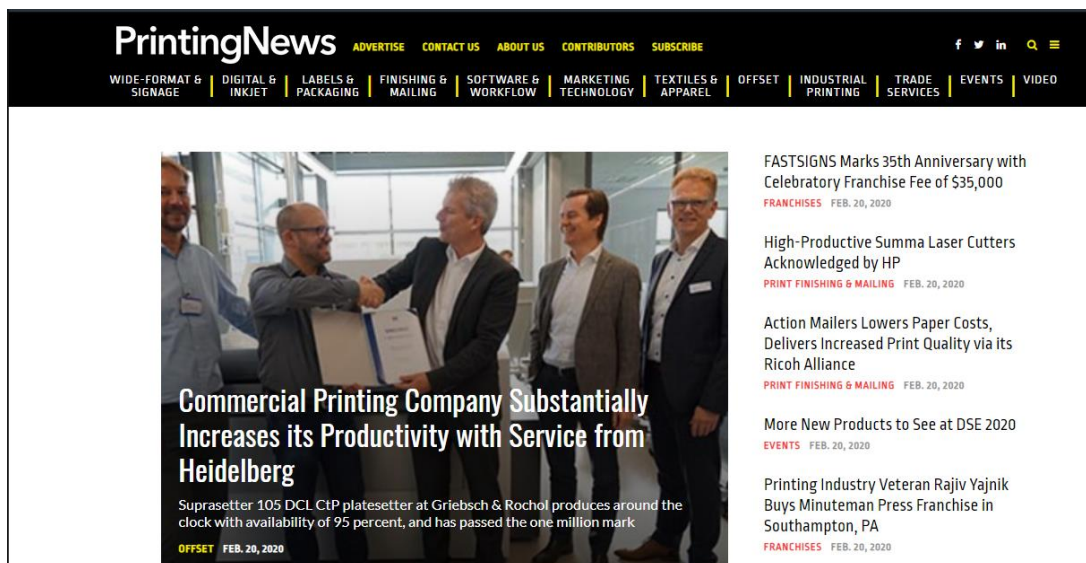 PrintingNews ADVERTISE CONTACT US ABOUT US CONTRIBUTORS SUBSCRIBE
WIDE-FORMAT &
SIGNAGE
DIGITAL &
INKJET
LABELS &
PACKAGING
FINISHING &
MAILING
SOFTWARE &
WORKFLOW
MARKETING
TECHNOLOGY
TEXTILES &
APPAREL
OFFSET
INDUSTRIAL
PRINTING
TRADE
SERVICES
EVENTS
VIDEO
Commercial Printing Company Substantially
Increases its Productivity with Service from
Heidelberg
Suprasetter 105 DCL CtP platesetter at Griebsch & Rochol produces around the
clock with availability of 95 percent, and has passed the one million mark
OFFSET FEB. 20, 2020
FASTSIGNS Marks 35th Anniversary with
Celebratory Franchise Fee of $35,000
FRANCHISES FEB. 20, 2020
High-Productive Summa Laser Cutters
Acknowledged by HP
PRINT FINISHING & MAILING FEB. 20, 2020
Action Mailers Lowers Paper Costs,
Delivers Increased Print Quality via its
Ricoh Alliance
PRINT FINISHING & MAILING FEB. 20, 2020
More New Products to See at DSE 2020
EVENTS FEB. 20, 2020
Printing Industry Veteran Rajiv Yajnik
Buys Minuteman Press Franchise in
Southampton, PA
FRANCHISES FEB. 20, 2020